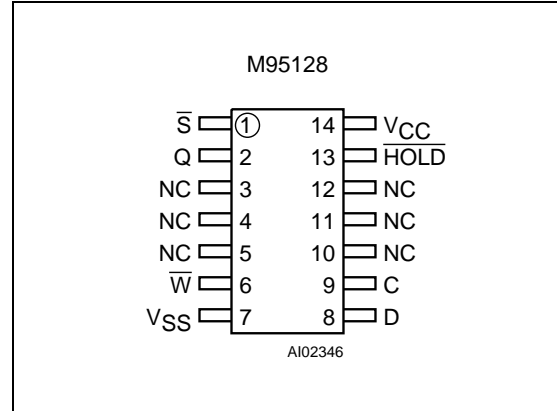 M95128
S̅ 1 14 VCC
Q 2 13 H̅O̅L̅D̅
NC 3 12 NC
NC 4 11 NC
NC 5 10 NC
W̅ 6 9 C
VSS 7 8 D
AI02346